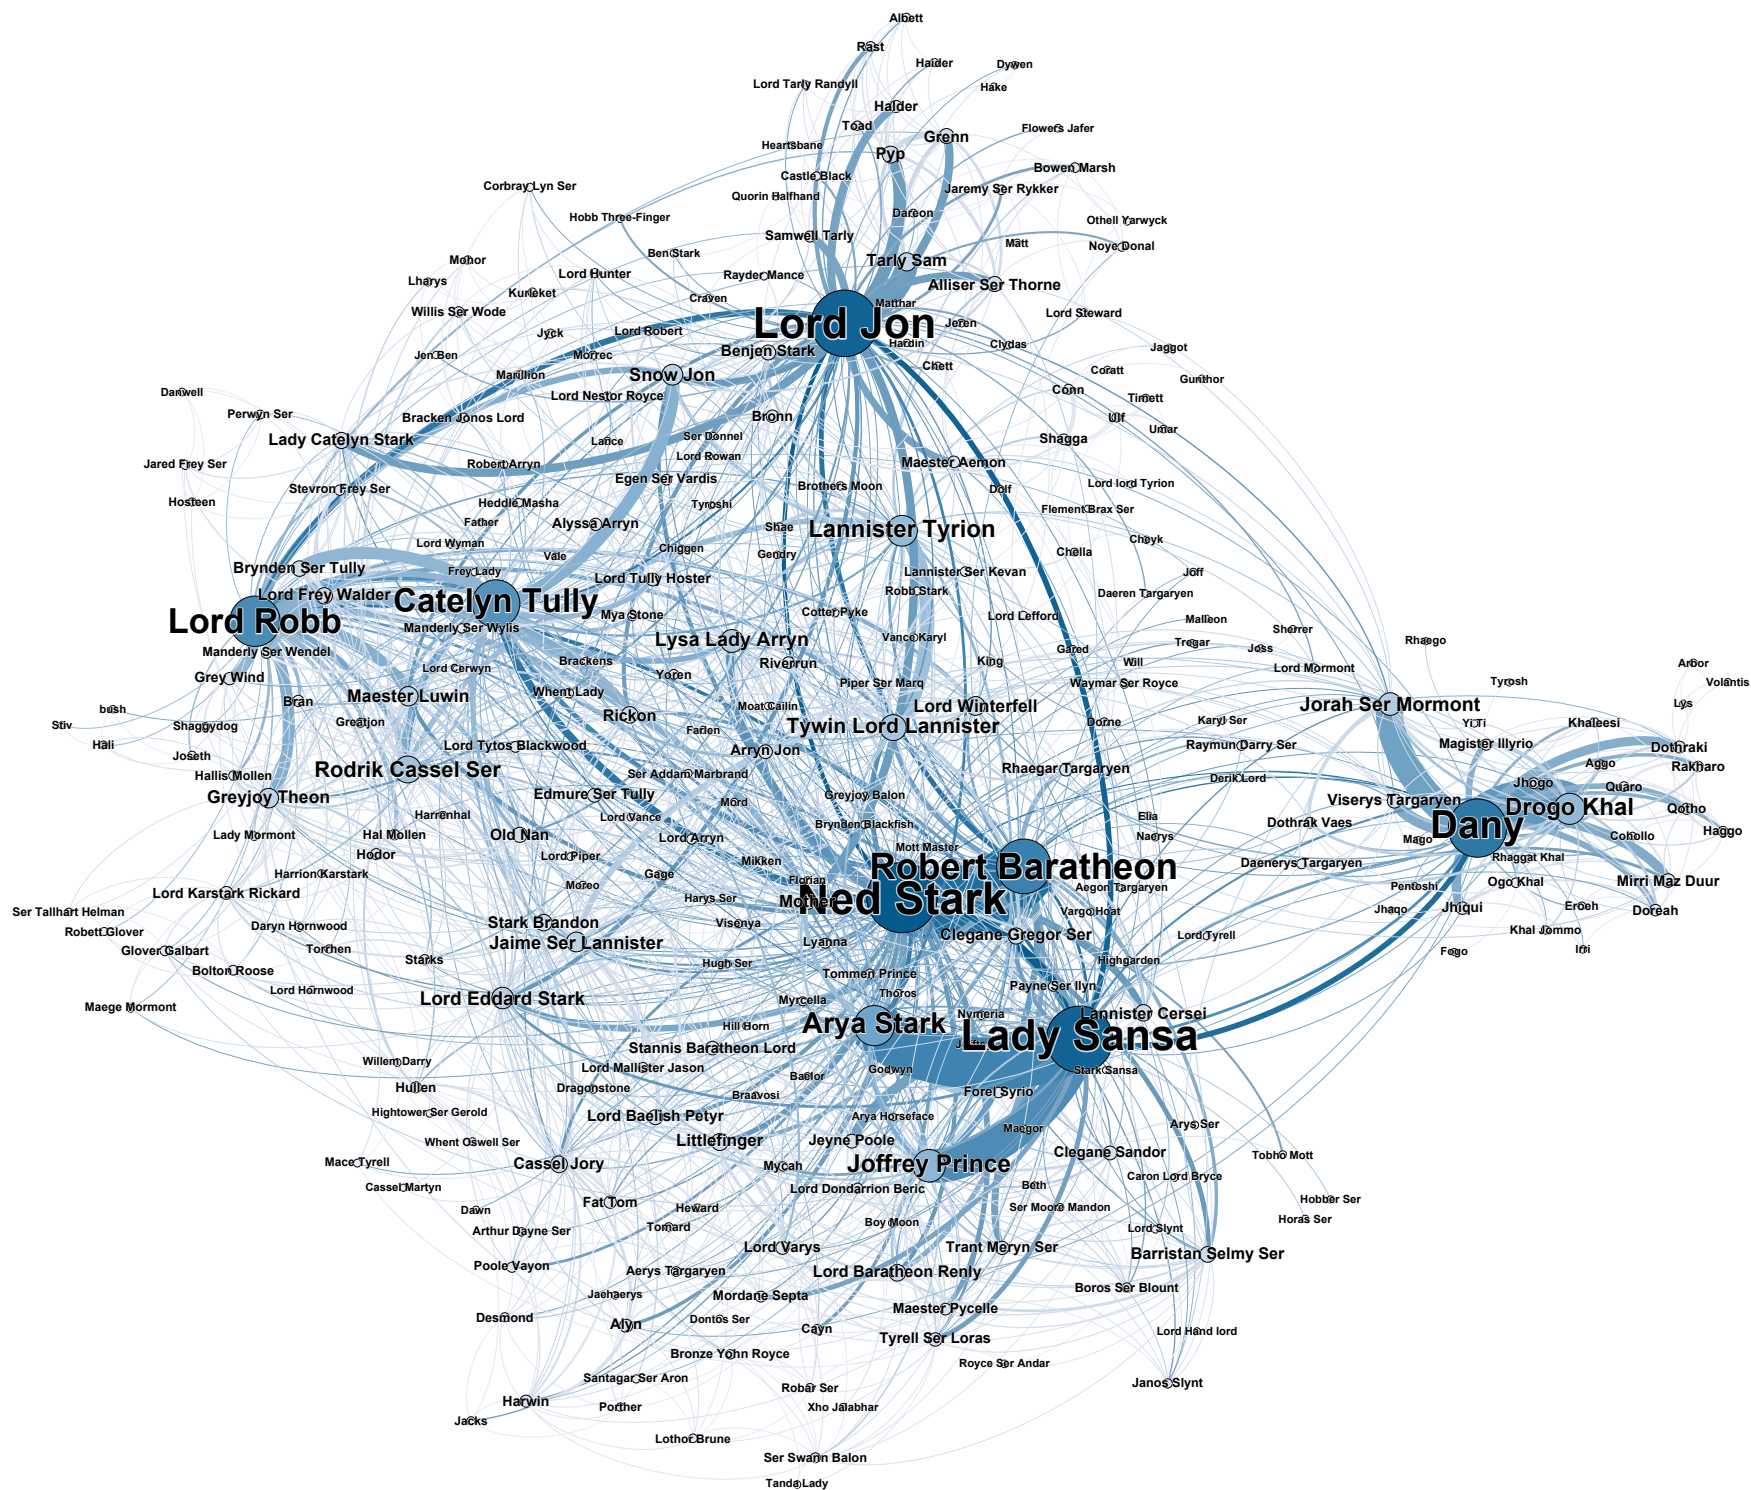 Albett
Rast
Haider
Dywen
Lord Tarly Randyll
Hake
Halder
Toad
Flowers Jafer
Grenn
Heartsbane
Pyp
Bowen Marsh
Castle Black
Corbray Lyn Ser
Jaremy Ser Rykker
Quorin Halfhand
Dareon
Hobb Three-Finger
Othell Yarwyck
Samwell Tarly
Matt
Noye Donal
Ben Stark
Mohor
Tarly Sam
Lord Hunter
Rayder Mance
Lharys
Alliser Ser Thorne
Kurleket
Craven
Matthar
Willis Ser Wode
Lord Steward
Lord Jon
Jeren
Jyck
Lord Robert
Hardin
Clydas
Jaggot
Benjen Stark
Jen Ben
Morrec
Chett
Coratt
Marillion
Snow Jon
Gunthor
Conn
Danwell
Lord Nestor Royce
Timett
Perwyn Ser
Bracken Jonos Lord
Bronn
Ulf
Umar
Lady Catelyn Stark
Lance
Ser Donnel
Shagga
Lord Rowan
Jared Frey Ser
Robert Arryn
Maester Aemon
Egen Ser Vardis
Stevron Frey Ser
Brothers Moon
Dolf
Lord lord Tyrion
Hosteen
Heddle Masha
Tyroshi
Flement Brax Ser
Father
Alyssa Arryn
Shae
Lannister Tyrion
Lord Wyman
Chiggen
Cheyk
Vale
Gendry
Chella
Brynden Ser Tully
Frey Lady
Lord Tully Hoster
Lannister Ser Kevan
Joff
Robb Stark
Daeren Targaryen
Lord Frey Walder
Catelyn Tully
Cotter Pyke
Lord Lefford
Mya Stone
Lord Robb
Malleon
Manderly Ser Wylis
Sherrer
Lysa Lady Arryn
Vance Karyl
Tregar
Joss
Rhaego
Manderly Ser Wendel
Gared
Brackens
Riverrun
King
Will
Lord Mormont
Arbor
Lord Cerwyn
Grey Wind
Yoren
Piper Ser Marq
Waymar Ser Royce
Tyrosh
Volantis
Maester Luwin
Whent Lady
Bran
Moat Cailin
Lord Winterfell
Jorah Ser Mormont
Lys
bush
Rickon
Greatjon
Shaggydog
Stiv
Farlen
Tywin Lord Lannister
Dorne
Karyl Ser
Yi Ti
Khaleesi
Hali
Lord Tytos Blackwood
Arryn Jon
Raymun Darry Ser
Magister Illyrio
Dothraki
Joseth
Aggo
Rakharo
Hallis Mollen
Rodrik Cassel Ser
Ser Addam Marbrand
Rhaegar Targaryen
Derik Lord
Jhogo
Quaro
Greyjoy Theon
Edmure Ser Tully
Mord
Greyjoy Balon
Viserys Targaryen
Drogo Khal
Qotho
Harrenhal
Lord Vance
Elia
Dothrak Vaes
Dany
Brynden Blackfish
Lady Mormont
Hal Mollen
Old Nan
Lord Arryn
Naerys
Mago
Cohollo
Haggo
Mott Master
Hodor
Lord Piper
Mikken
Robert Baratheon
Daenerys Targaryen
Rhaggat Khal
Harrion Karstark
Gage
Florian
Moreo
Aegon Targaryen
Pentoshi
Ogo Khal
Mirri Maz Duur
Lord Karstark Rickard
Harys Ser
Mother
Ned Stark
Ser Tallhart Helman
Vargo Hoat
Jhaqo
Jhiqui
Eroeh
Doreah
Stark Brandon
Visenya
Robett Glover
Daryn Hornwood
Clegane Gregor Ser
Lord Tyrell
Khal Jommo
Jaime Ser Lannister
Lyanna
Glover Galbart
Torrhen
Fogo
Irri
Starks
Highgarden
Bolton Roose
Hugh Ser
Tommen Prince
Payne Ser Ilyn
Lord Hornwood
Lord Eddard Stark
Thoros
Maege Mormont
Myrcella
Nymeria
Lannister Cersei
Hill Horn
Arya Stark
Lady Sansa
Stannis Baratheon Lord
Willem Darry
Lord Mallister Jason
Baelor
Godwyn
Stark Sansa
Hullen
Dragonstone
Braavosi
Forel Syrio
Hightower Ser Gerold
Lord Baelish Petyr
Arya Horseface
Maegor
Arys Ser
Whent Oswell Ser
Littlefinger
Jeyne Poole
Clegane Sandor
Tobho Mott
Mace Tyrell
Cassel Jory
Mycah
Joffrey Prince
Caron Lord Bryce
Cassel Martyn
Lord Dondarrion Beric
Beth
Hobber Ser
Dawn
Fat Tom
Heward
Ser Moore Mandon
Horas Ser
Arthur Dayne Ser
Tomard
Boy Moon
Lord Slynt
Lord Varys
Trant Meryn Ser
Barristan Selmy Ser
Poole Vayon
Aerys Targaryen
Lord Baratheon Renly
Boros Ser Blount
Jaehaerys
Mordane Septa
Maester Pycelle
Desmond
Alyn
Dontos Ser
Cayn
Tyrell Ser Loras
Lord Hand lord
Bronze Yohn Royce
Royce Ser Andar
Santagar Ser Aron
Robar Ser
Janos Slynt
Harwin
Porther
Xho Jalabhar
Jacks
Lothor Brune
Ser Swann Balon
Tanda Lady